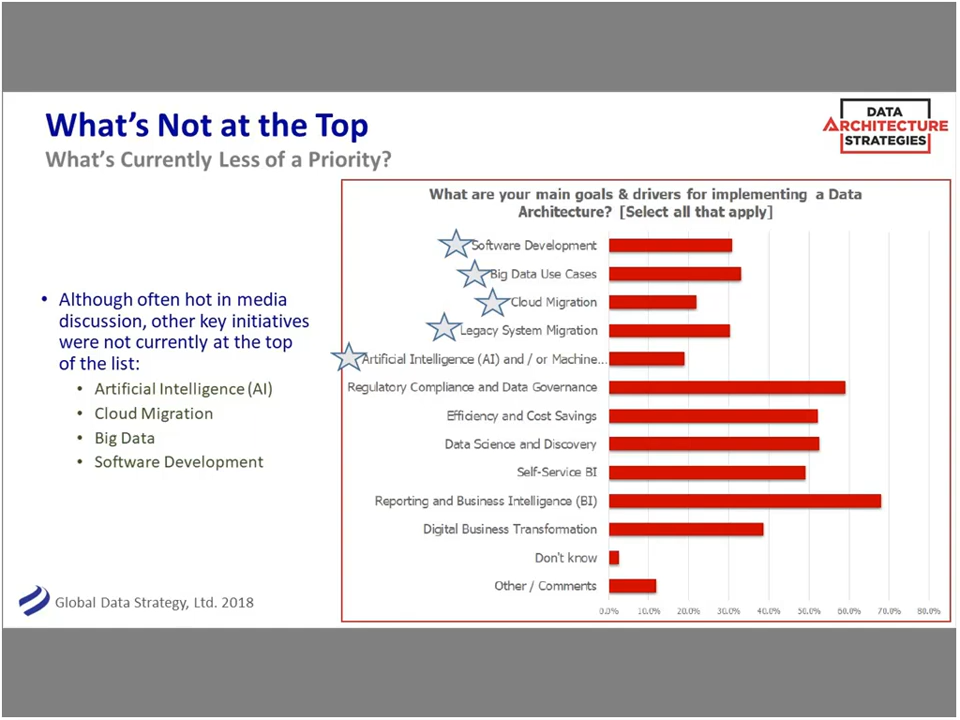 What's Not at the Top
What's Currently Less of a Priority?
DATA
ARCHITECTURE
STRATEGIES
• Although often hot in media
discussion, other key initiatives
were not currently at the top
of the list:
• Artificial Intelligence (AI)
• Cloud Migration
• Big Data
• Software Development
What are your main goals & drivers for implementing a Data
Architecture? [Select all that apply]
Software Development
Big Data Use Cases
Cloud Migration
Legacy System Migration
Artificial Intelligence (AI) and / or Machine...
Regulatory Compliance and Data Governance
Efficiency and Cost Savings
Data Science and Discovery
Self-Service BI
Reporting and Business Intelligence (BI)
Digital Business Transformation
Don't know
Other / Comments
0.0% 10.0% 20.0% 30.0% 40.0% 50.0% 60.0% 70.0% 80.0%
Global Data Strategy, Ltd. 2018